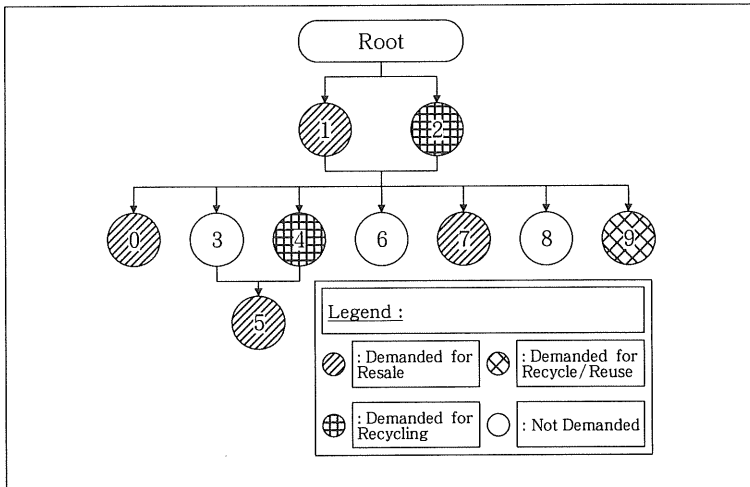 Root
1 2
0 3 4 6 7 8 9
5
Legend :
: Demanded for
Resale
: Demanded for
Recycle/Reuse
: Demanded for
Recycling
: Not Demanded